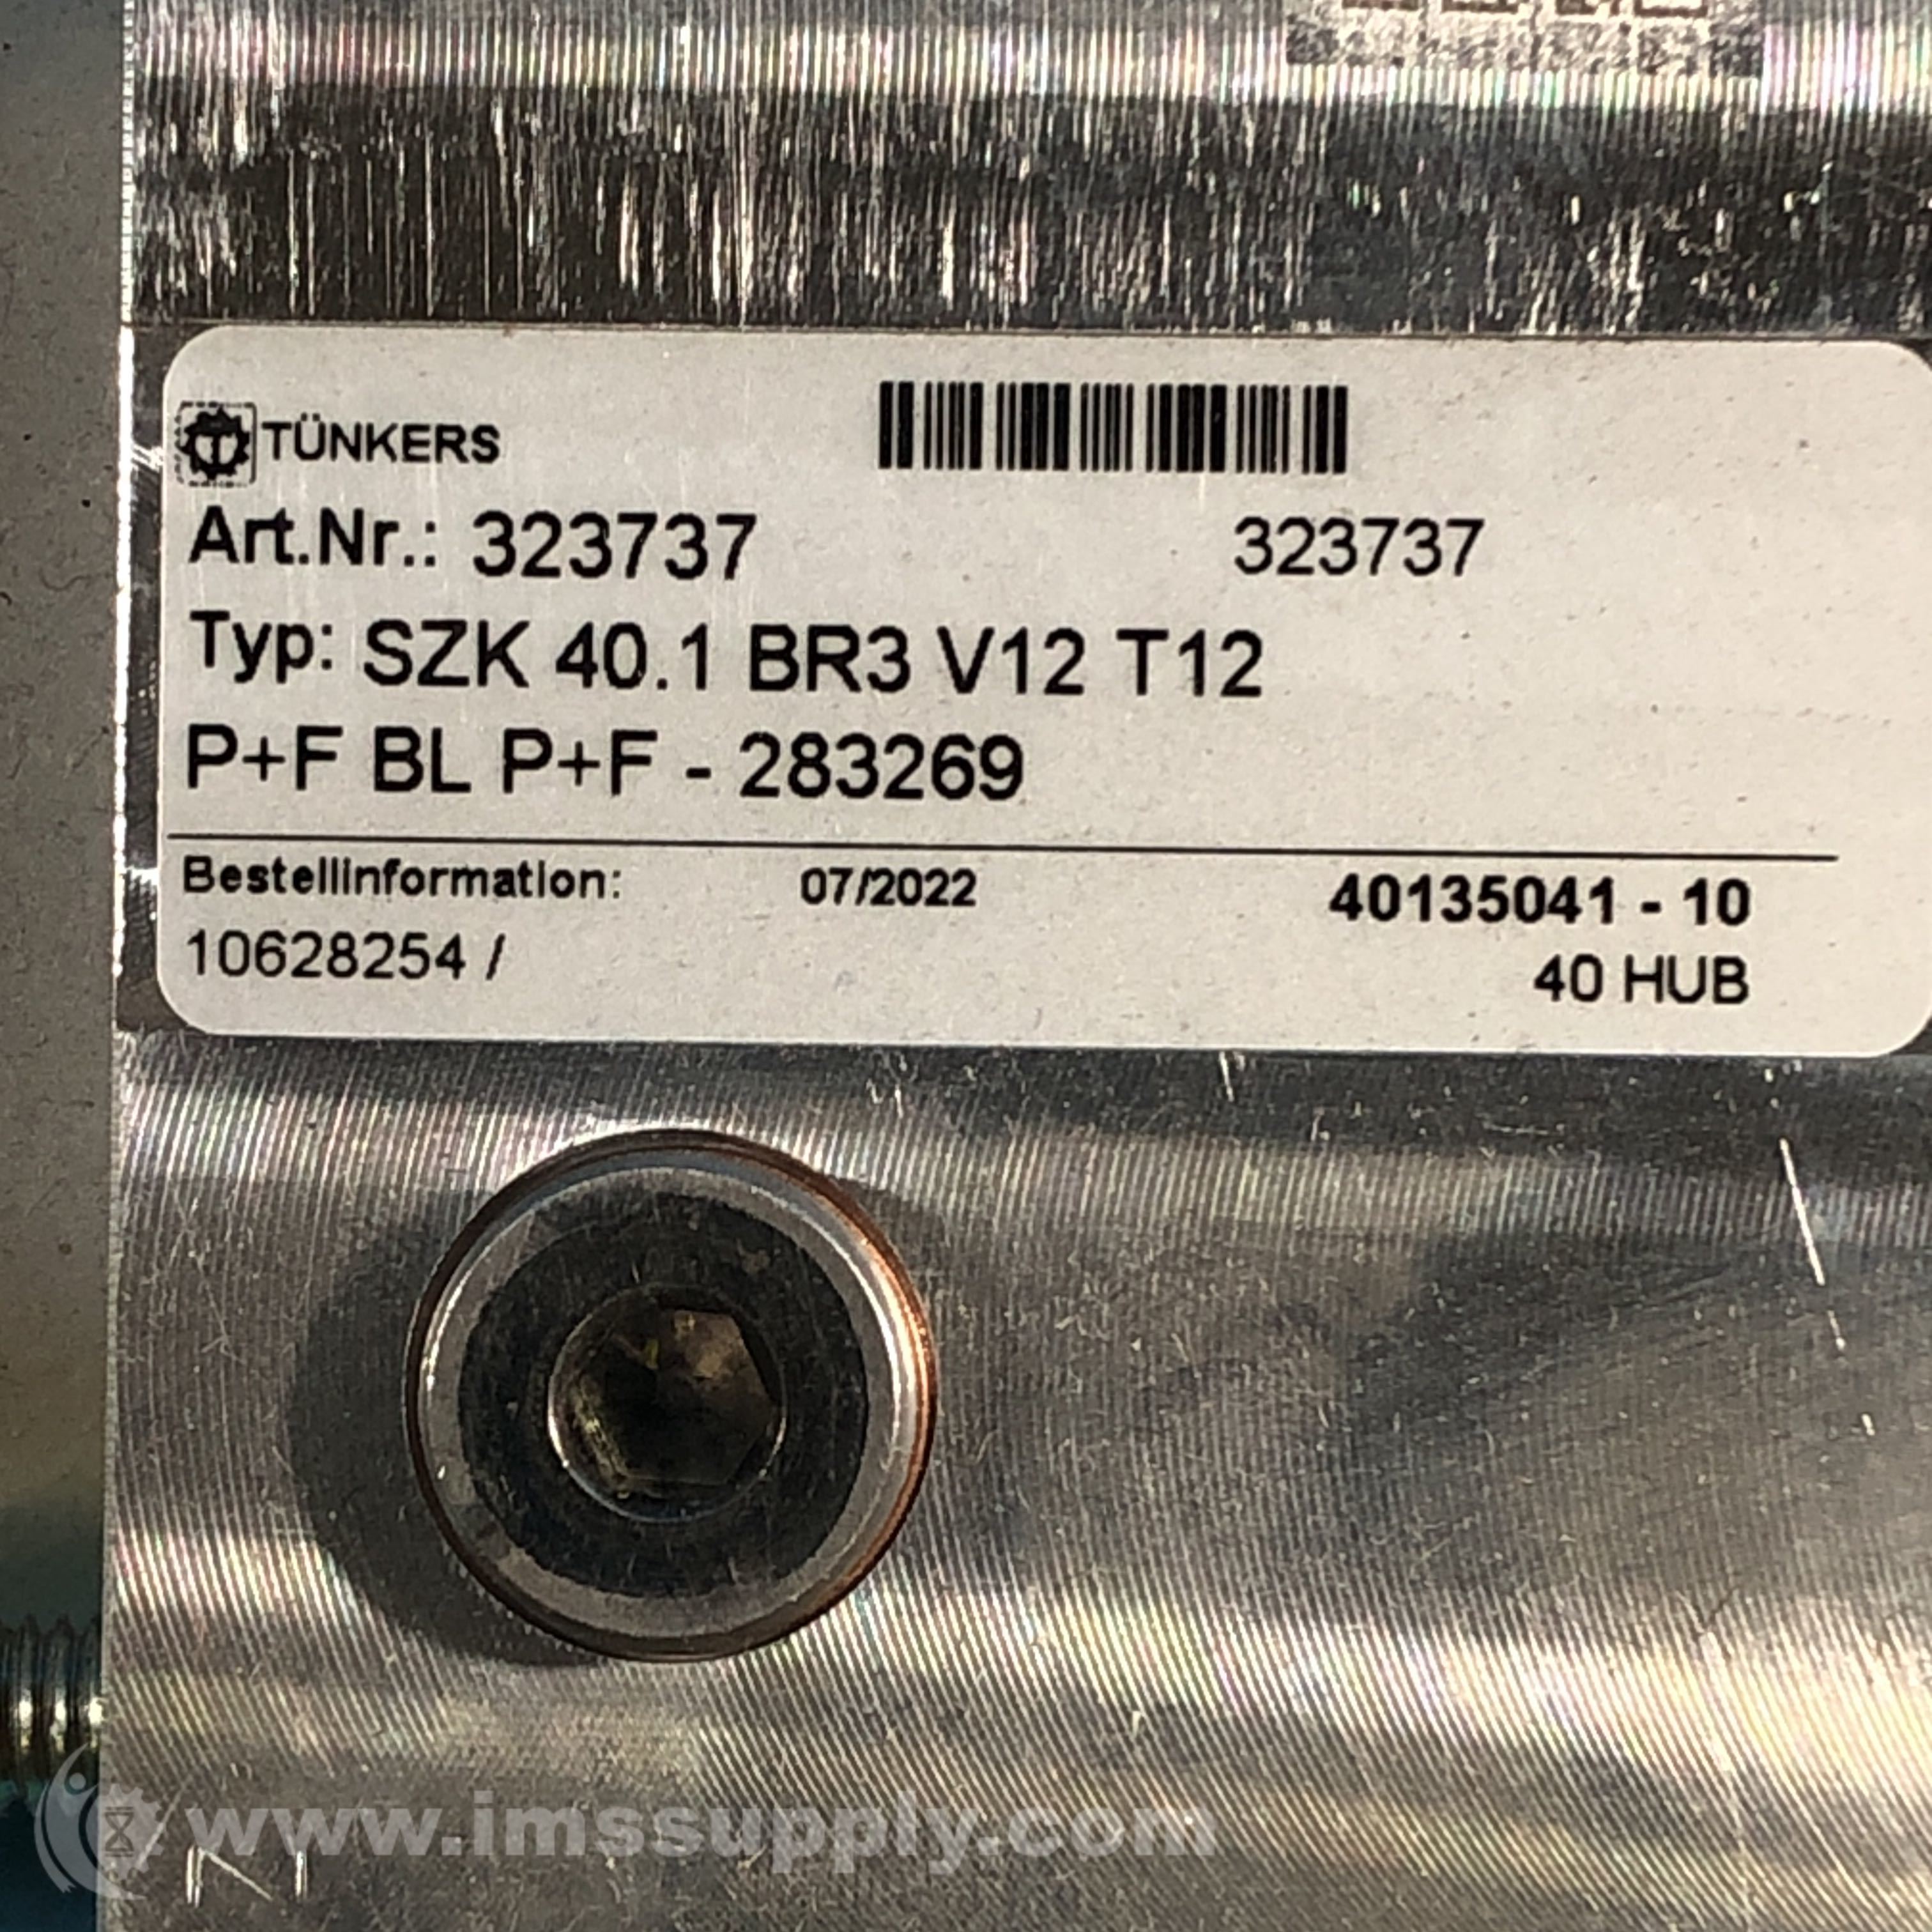 TÜNKERS
Art.Nr.: 323737 323737
Typ: SZK 40.1 BR3 V12 T12
P+F BL P+F - 283269
Bestellinformation: 07/2022 40135041 - 10
10628254 / 40 HUB
www.imssupply.com